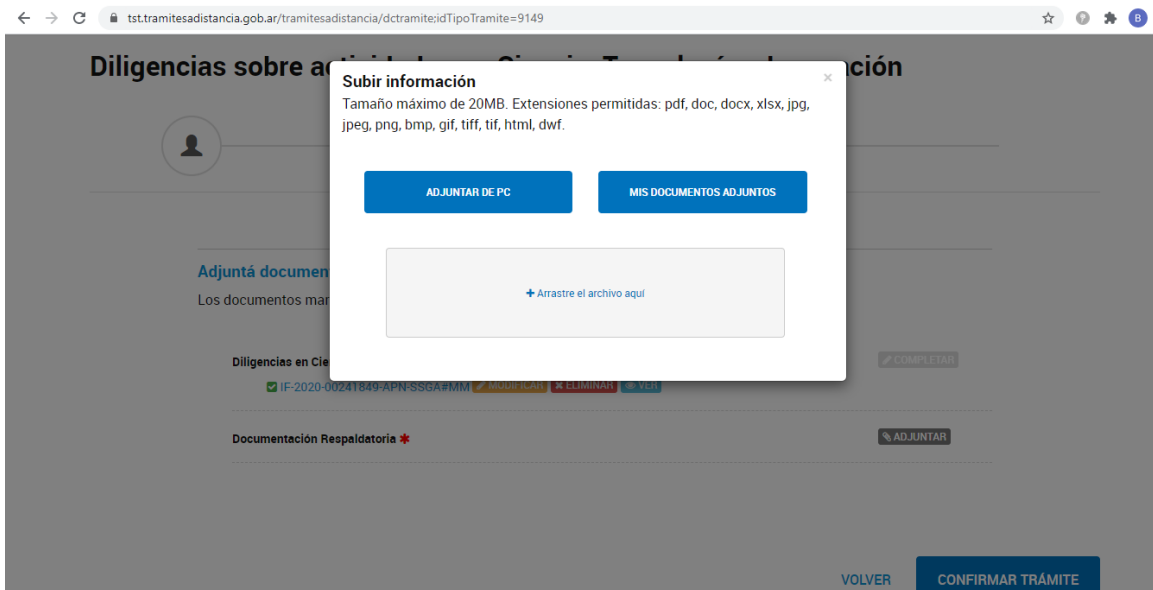 tst.tramitesadistancia.gob.ar/tramitesadistancia/dctramite;idTipoTramite=9149
B
Diligencias sobre
ción
Subir información
×
Tamaño máximo de 20MB. Extensiones permitidas: pdf, doc, docx, xlsx, jpg,
jpeg, png, bmp, gif, tiff, tif, html, dwf.
ADJUNTAR DE PC
MIS DOCUMENTOS ADJUNTOS
+ Arrastre el archivo aquí
Adjuntá documen
Los documentos mar
Diligencias en Cie
COMPLETAR
IF-2020-00241849-APN-SSGA#MM MODIFICAR ELIMINAR VER
Documentación Respaldatoria *
ADJUNTAR
VOLVER
CONFIRMAR TRÁMITE